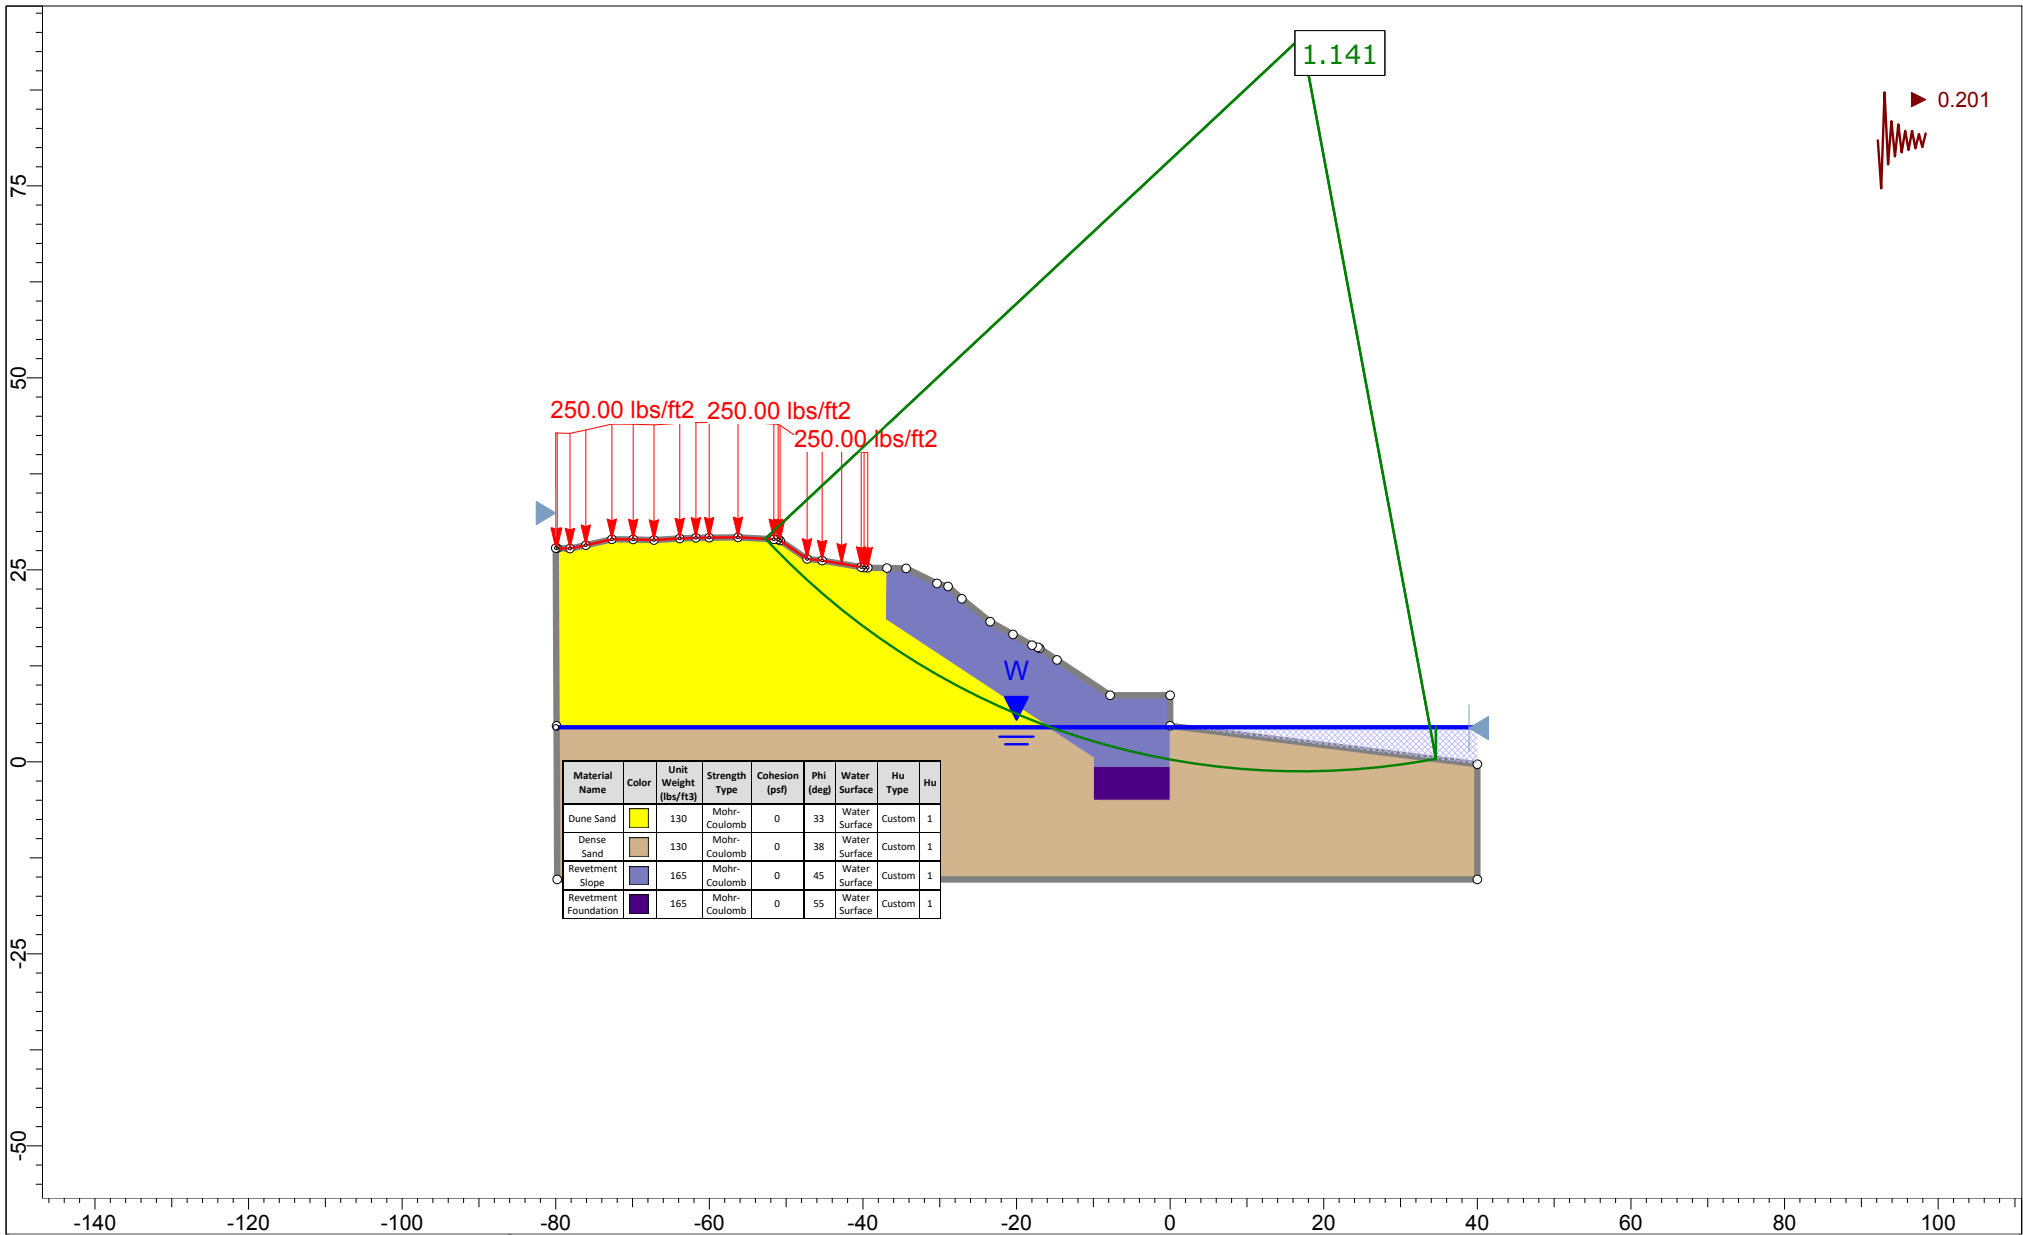 1.141
0.201
75
50
25
0
-25
-50
250.00 lbs/ft2
250.00 lbs/ft2
250.00 lbs/ft2
W
Material Name Color Unit Weight (lbs/ft3) Strength Type Cohesion (psf) Phi (deg) Water Surface Hu Type Hu
Dune Sand 130 Mohr-Coulomb 0 33 Water Surface Custom 1
Dense Sand 130 Mohr-Coulomb 0 38 Water Surface Custom 1
Revetment Slope 165 Mohr-Coulomb 0 45 Water Surface Custom 1
Revetment Foundation 165 Mohr-Coulomb 0 55 Water Surface Custom 1
-140 -120 -100 -80 -60 -40 -20 0 20 40 60 80 100